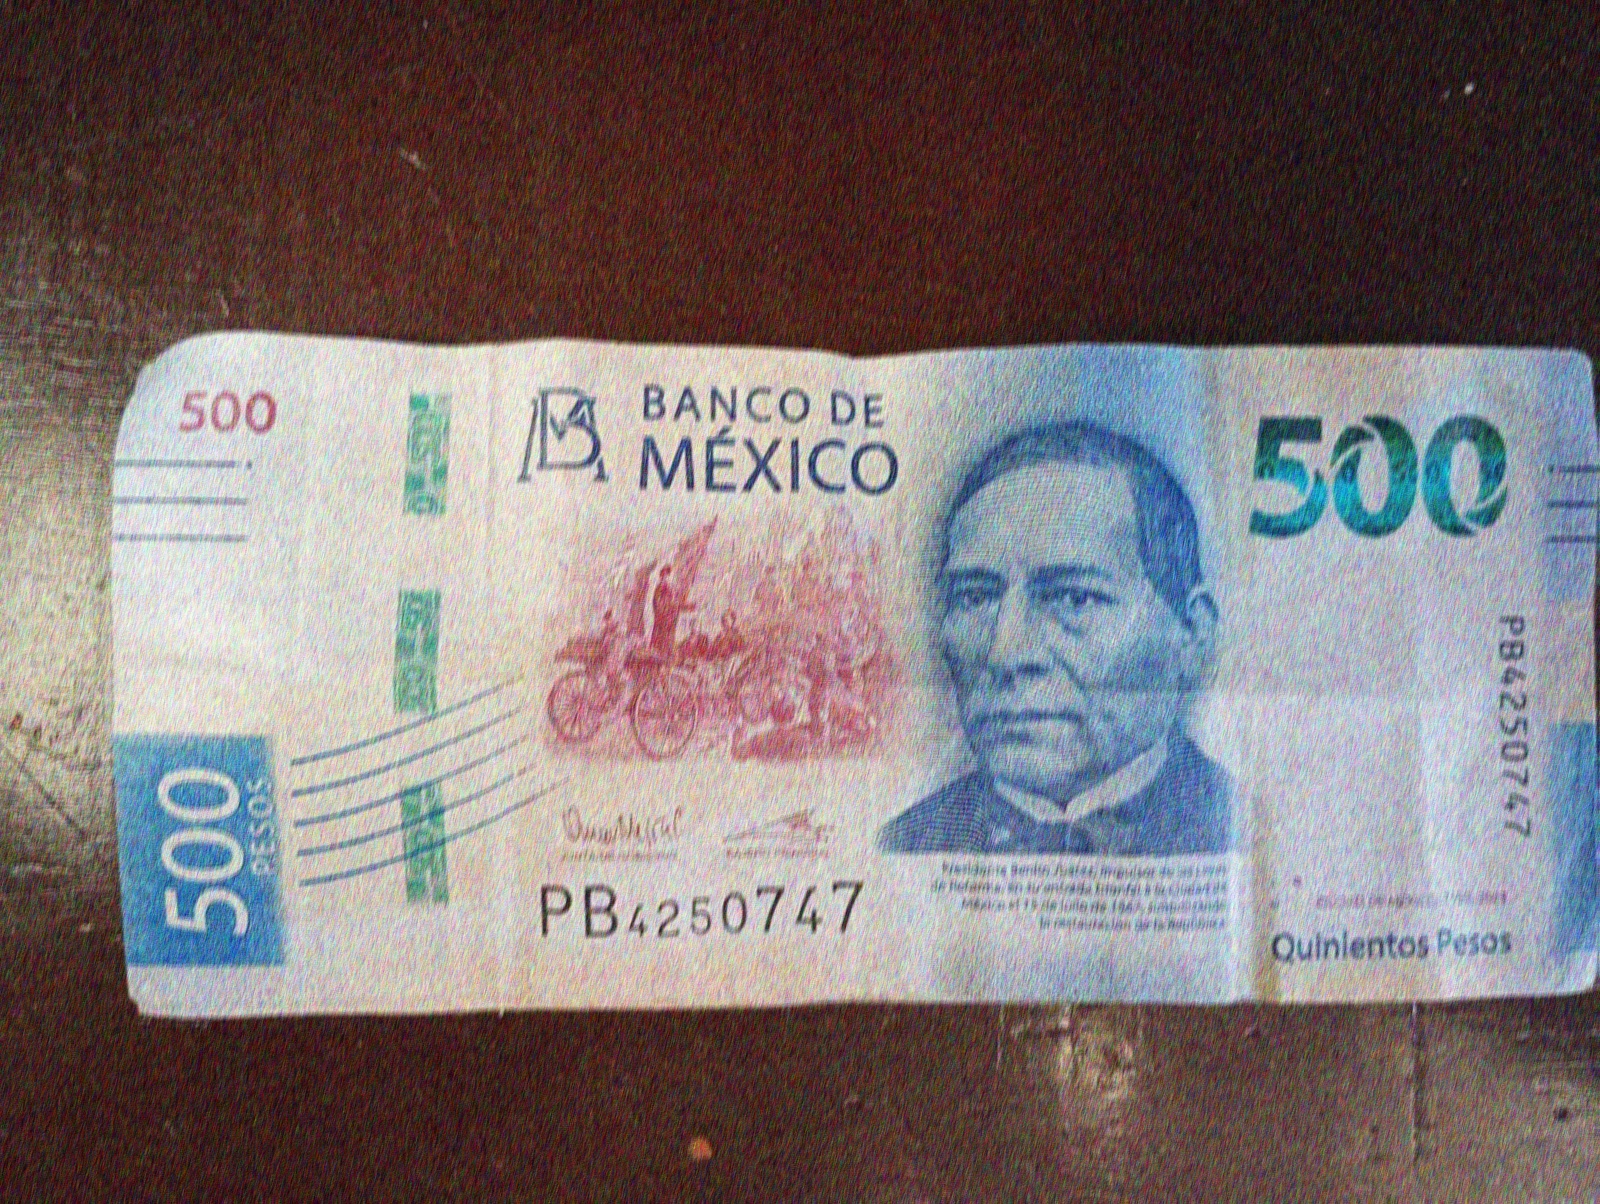 500
BANCO DE
MÉXICO
500
500
PESOS
PB4250747
PB4250747
Presidente Benito Juárez, impulsor de las Leyes
de Reforma, en su entrada triunfal a la Ciudad de
México el 15 de julio de 1867, simbolizando
la restauración de la República
Quinientos Pesos